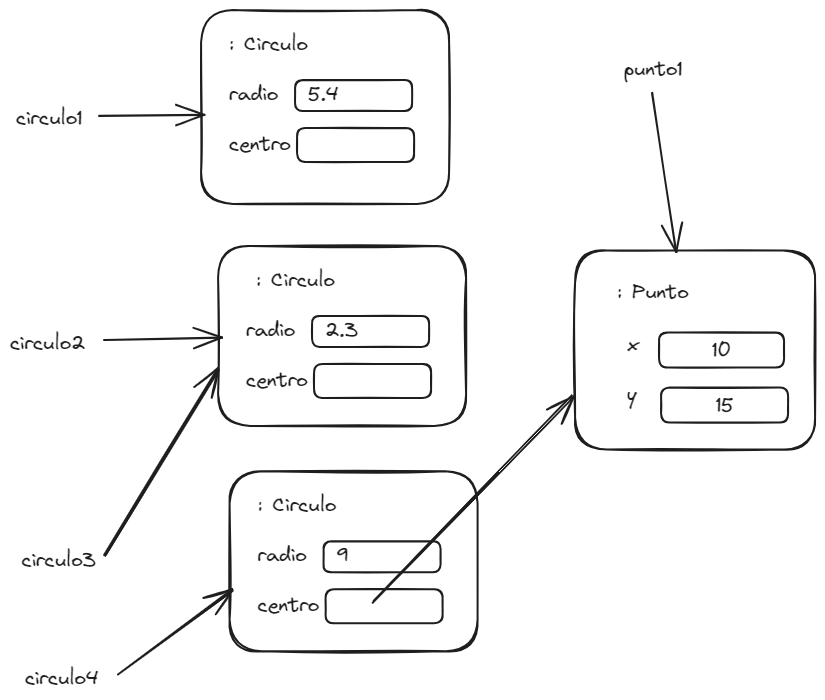 : Circulo
radio 5.4
centro
circulo1
punto1
: Circulo
radio 2.3
centro
circulo2
: Punto
x 10
y 15
circulo3
: Circulo
radio 9
centro
circulo4